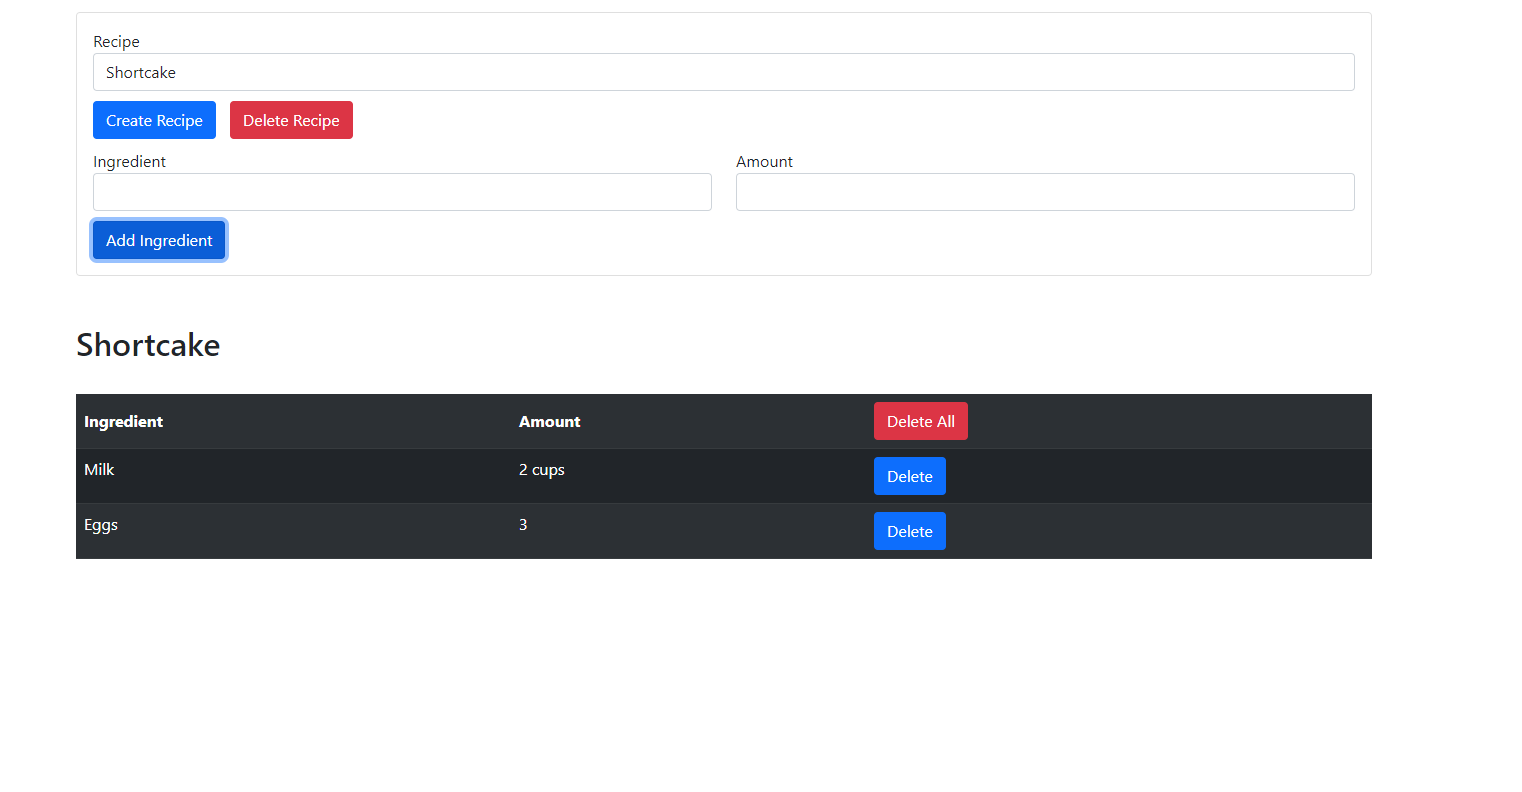 Recipe
Shortcake
Create Recipe Delete Recipe
Ingredient Amount
Add Ingredient
Shortcake
Ingredient Amount Delete All
Milk 2 cups Delete
Eggs 3 Delete